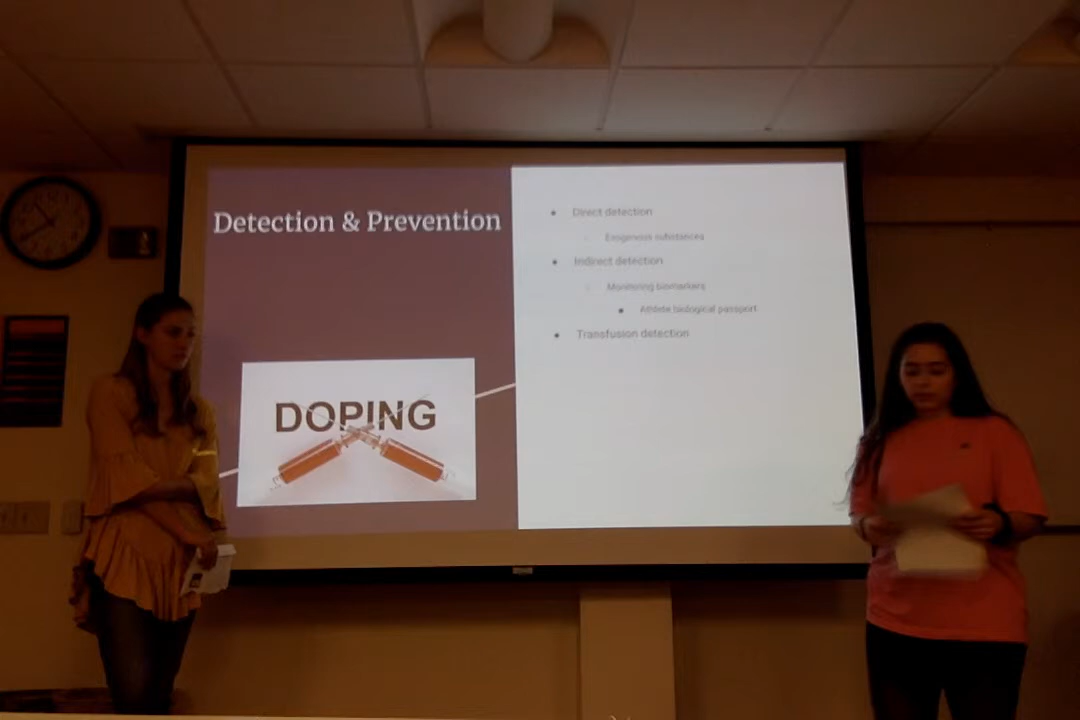 Detection & Prevention
Direct detection
Exogenous substances
Indirect detection
Monitoring biomarkers
Athlete biological passport
Transfusion detection
DOPING